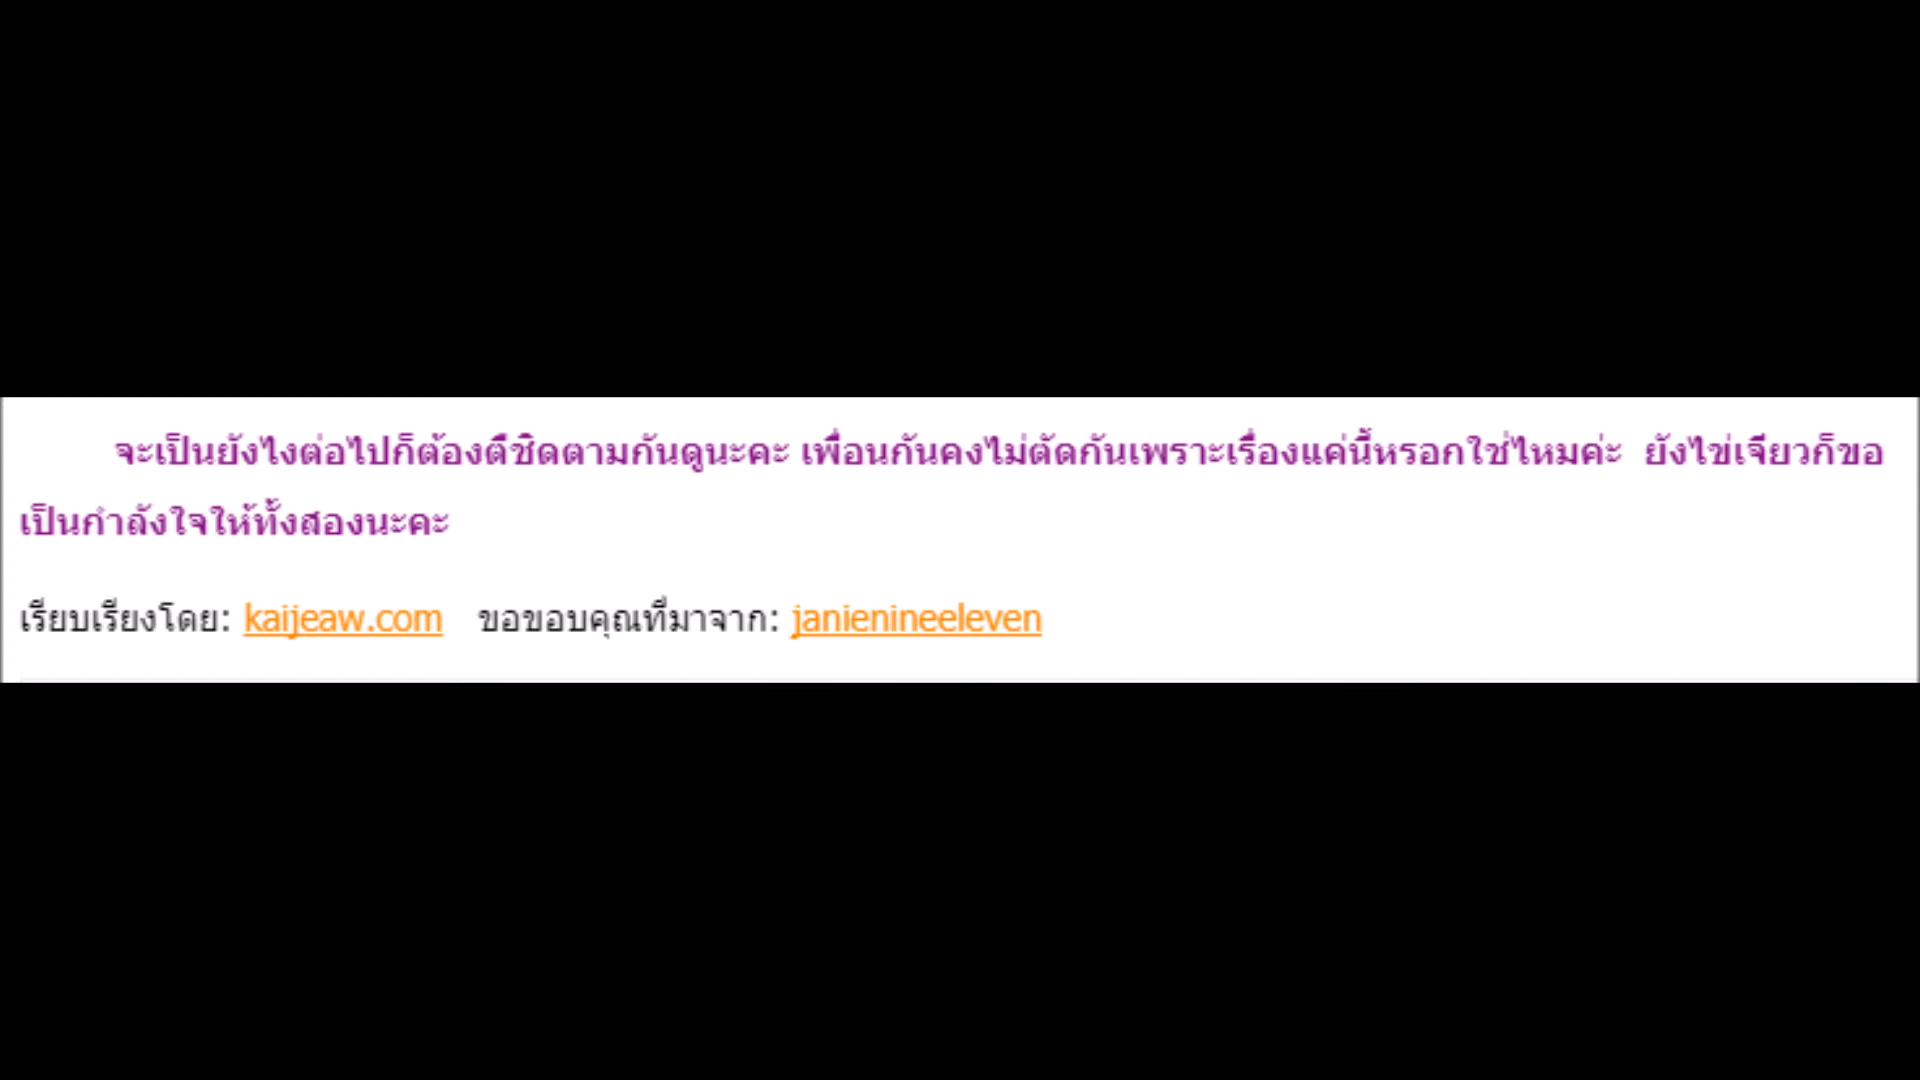 จะเป็นยังไงต่อไปก็ต้องตืชิดตามกันดูนะคะ เพื่อนกันคงไม่ตัดกันเพราะเรื่องแค่นี้หรอกใช่ไหมค่ะ ยังไข่เจียวก็ขอ
เป็นกำลังใจให้ทั้งสองนะคะ
เรียบเรียงโดย: kaijeaw.com ขอขอบคุณที่มาจาก: janienineeleven